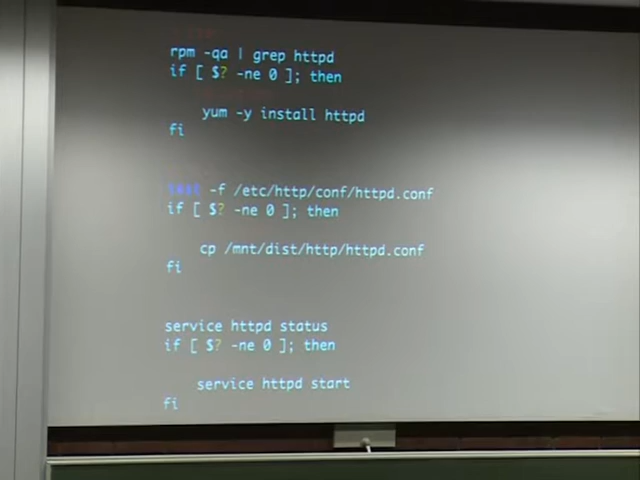 rpm -qa | grep httpd
if [ $? -ne 0 ]; then
yum -y install httpd
fi
test -f /etc/http/conf/httpd.conf
if [ $? -ne 0 ]; then
cp /mnt/dist/http/httpd.conf
fi
service httpd status
if [ $? -ne 0 ]; then
service httpd start
fi